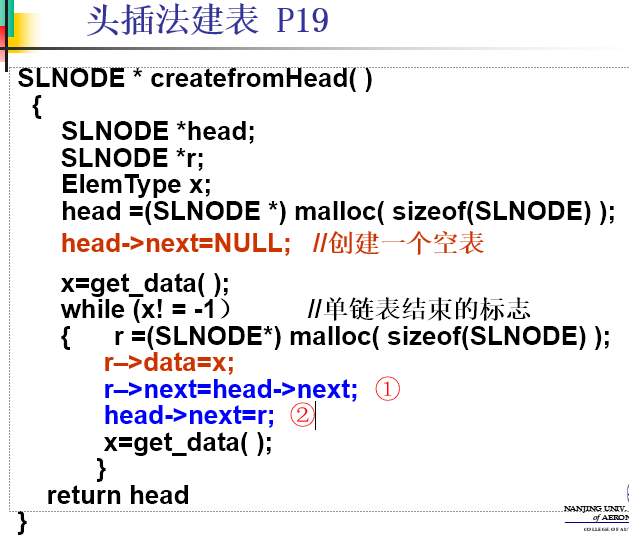 头插法建表 P19
SLNODE * createfromHead( )
{
SLNODE *head;
SLNODE *r;
ElemType x;
head =(SLNODE *) malloc( sizeof(SLNODE) );
head->next=NULL; //创建一个空表
x=get_data( );
while (x! = -1） //单链表结束的标志
{ r =(SLNODE*) malloc( sizeof(SLNODE) );
r–>data=x;
r–>next=head->next; ①
head->next=r; ②
x=get_data( );
}
return head
}
NANJING UNIV.
of AERON
COLLEGE OF AU